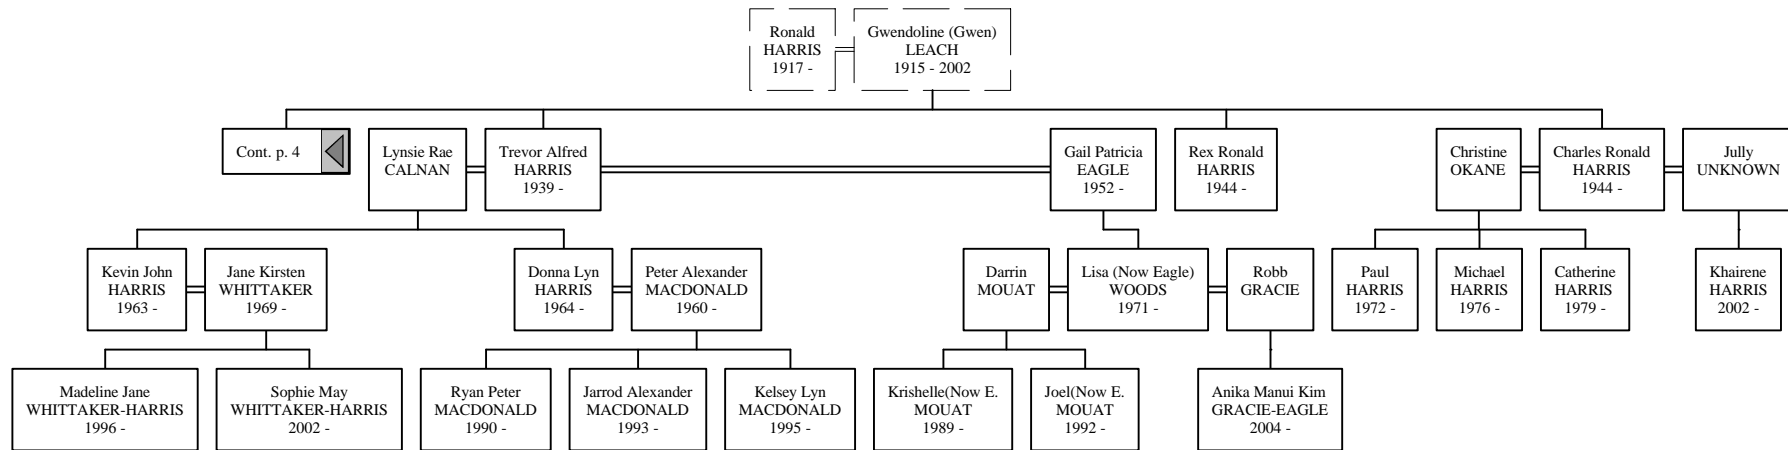 Ronald
HARRIS
1917 -
Gwendoline (Gwen)
LEACH
1915 - 2002
Cont. p. 4
Lynsie Rae
CALNAN
Trevor Alfred
HARRIS
1939 -
Gail Patricia
EAGLE
1952 -
Rex Ronald
HARRIS
1944 -
Christine
OKANE
Charles Ronald
HARRIS
1944 -
Jully
UNKNOWN
Kevin John
HARRIS
1963 -
Jane Kirsten
WHITTAKER
1969 -
Donna Lyn
HARRIS
1964 -
Peter Alexander
MACDONALD
1960 -
Darrin
MOUAT
Lisa (Now Eagle)
WOODS
1971 -
Robb
GRACIE
Paul
HARRIS
1972 -
Michael
HARRIS
1976 -
Catherine
HARRIS
1979 -
Khairene
HARRIS
2002 -
Madeline Jane
WHITTAKER-HARRIS
1996 -
Sophie May
WHITTAKER-HARRIS
2002 -
Ryan Peter
MACDONALD
1990 -
Jarrod Alexander
MACDONALD
1993 -
Kelsey Lyn
MACDONALD
1995 -
Krishelle(Now E.
MOUAT
1989 -
Joel(Now E.
MOUAT
1992 -
Anika Manui Kim
GRACIE-EAGLE
2004 -